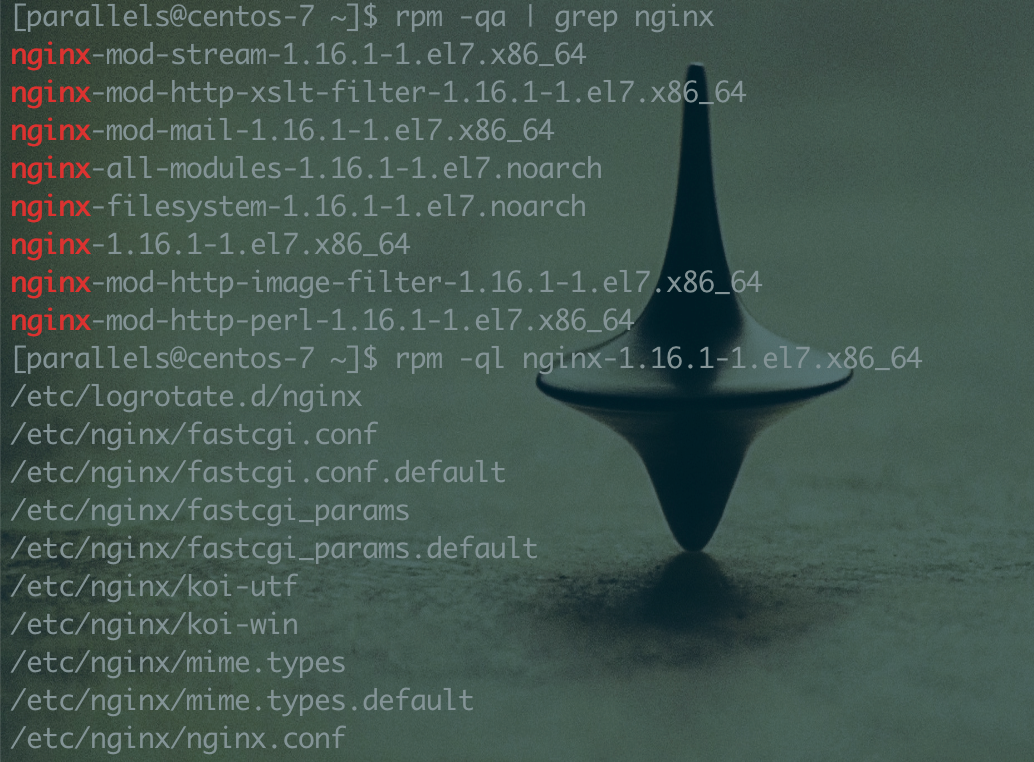 [parallels@centos-7 ~]$ rpm -qa | grep nginx
nginx-mod-stream-1.16.1-1.el7.x86_64
nginx-mod-http-xslt-filter-1.16.1-1.el7.x86_64
nginx-mod-mail-1.16.1-1.el7.x86_64
nginx-all-modules-1.16.1-1.el7.noarch
nginx-filesystem-1.16.1-1.el7.noarch
nginx-1.16.1-1.el7.x86_64
nginx-mod-http-image-filter-1.16.1-1.el7.x86_64
nginx-mod-http-perl-1.16.1-1.el7.x86_64
[parallels@centos-7 ~]$ rpm -ql nginx-1.16.1-1.el7.x86_64
/etc/logrotate.d/nginx
/etc/nginx/fastcgi.conf
/etc/nginx/fastcgi.conf.default
/etc/nginx/fastcgi_params
/etc/nginx/fastcgi_params.default
/etc/nginx/koi-utf
/etc/nginx/koi-win
/etc/nginx/mime.types
/etc/nginx/mime.types.default
/etc/nginx/nginx.conf